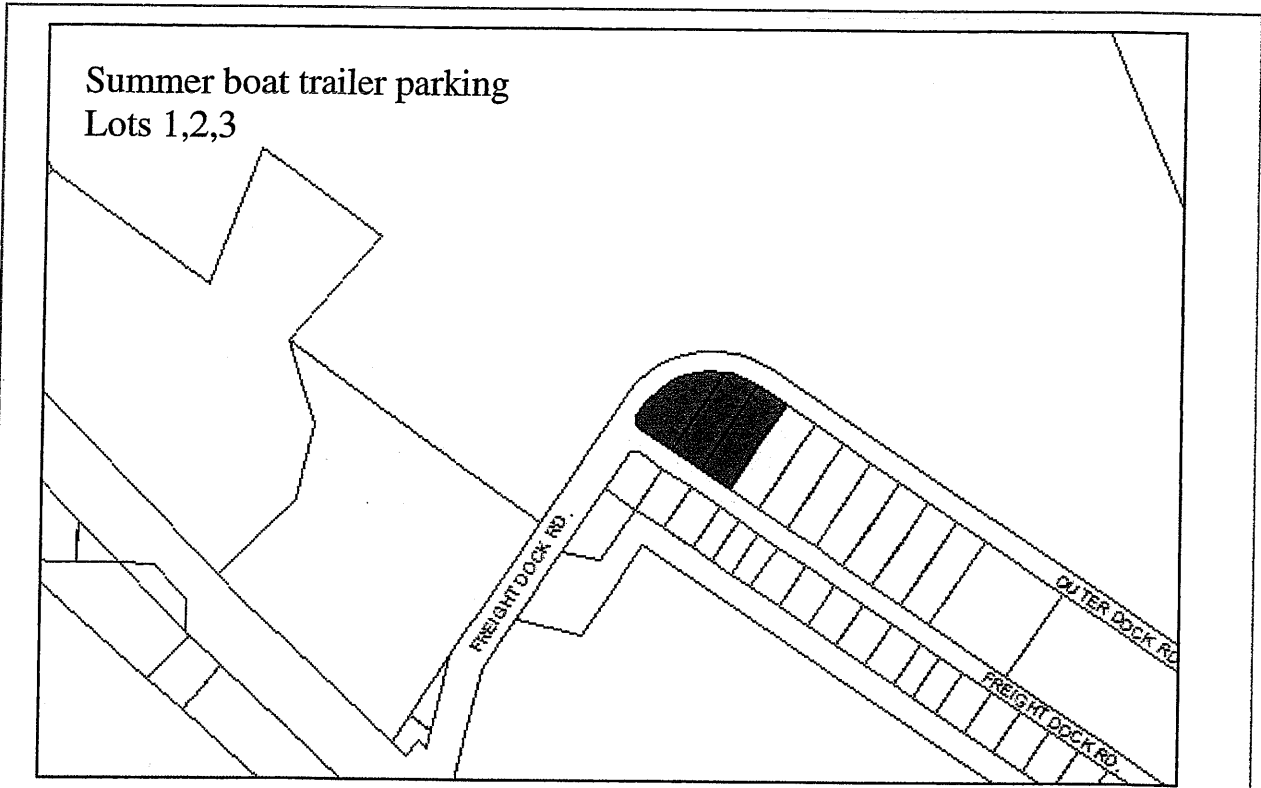 Summer boat trailer parking
Lots 1,2,3
FREIGHT DOCK RD.
OUTER DOCK RD
FREIGHT DOCK RD.